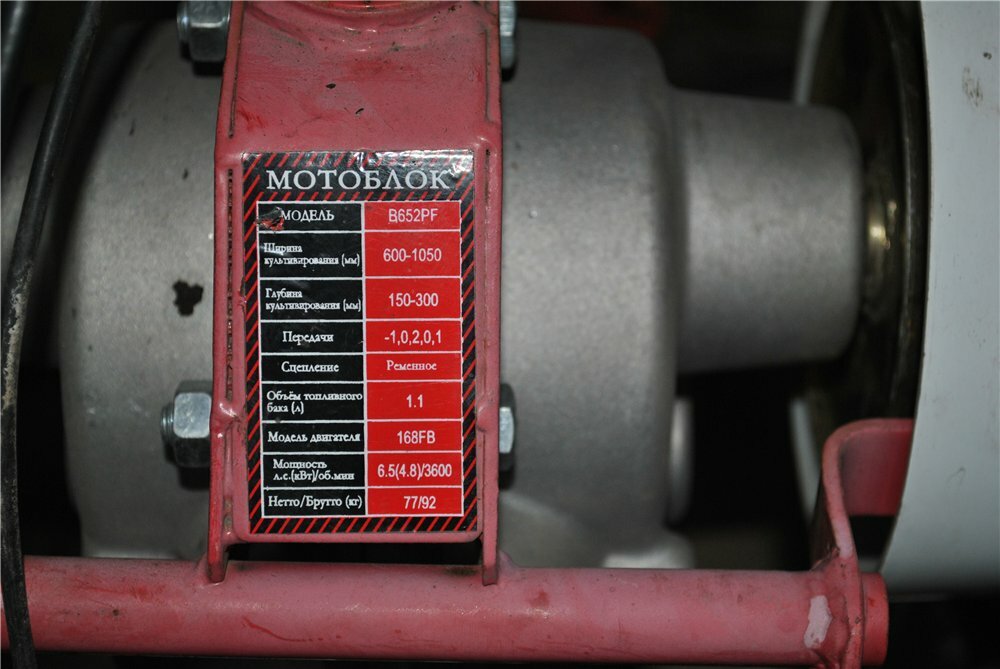 МОТОБЛОК
МОДЕЛЬ B652PF
Ширина
культивирования (мм) 600-1050
Глубина
культивирования (мм) 150-300
Передачи -1,0,2,0,1
Сцепление Ременное
Объём топливного
бака (л) 1.1
Модель двигателя 168FB
Мощность
л.с.(кВт)/об.мин 6.5(4.8)/3600
Нетто/Брутто (кг) 77/92